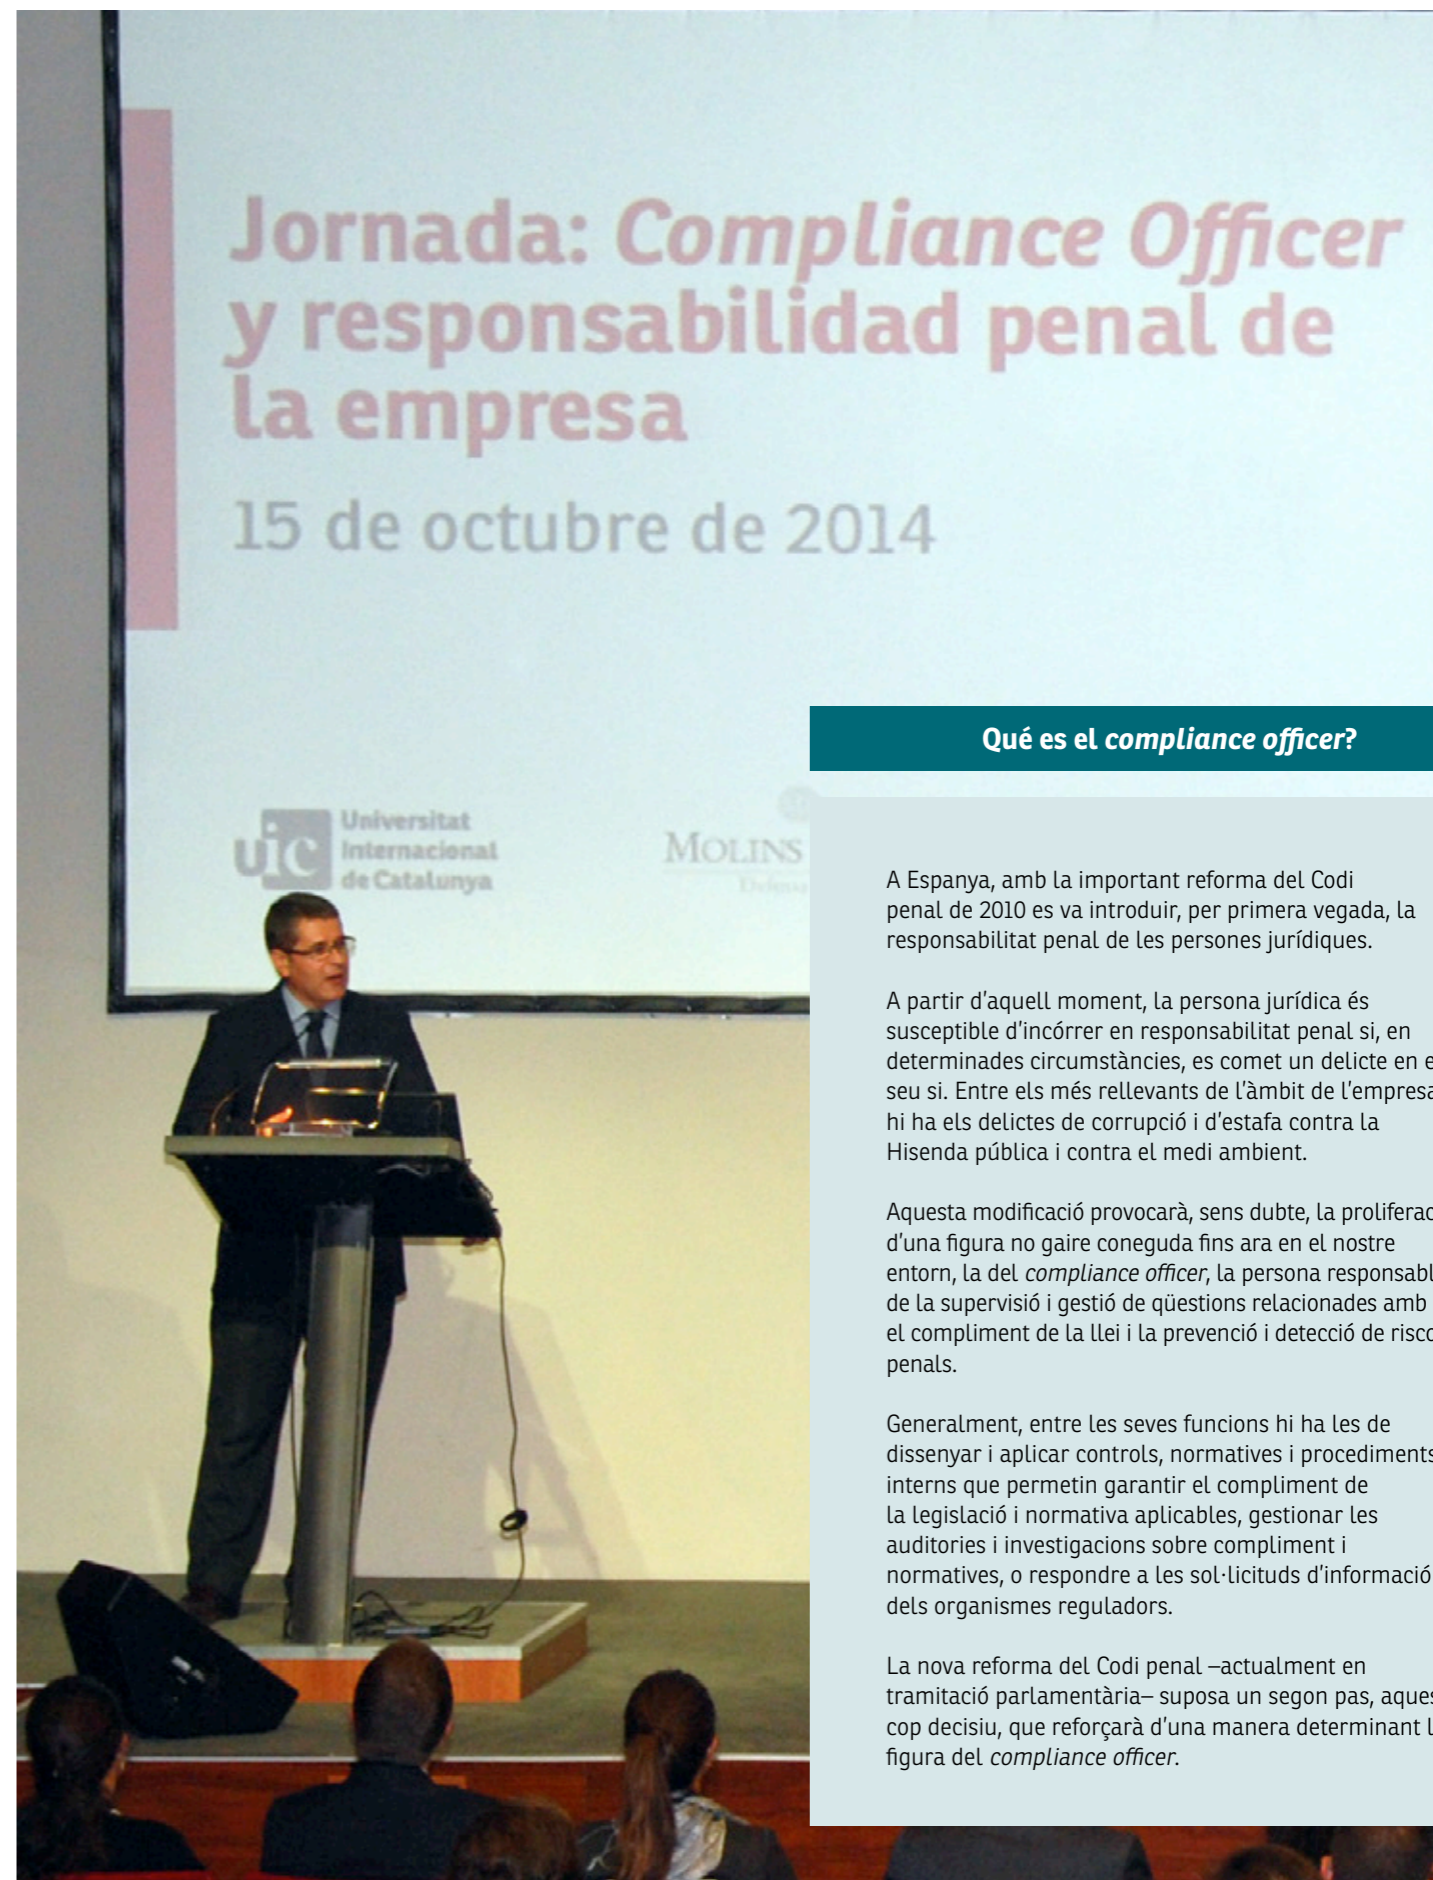 Jornada: Compliance Officer
y responsabilidad penal de
la empresa
15 de octubre de 2014
uic
Universitat
Internacional
de Catalunya
MOLINS
Qué es el compliance officer?
A Espanya, amb la important reforma del Codi
penal de 2010 es va introduir, per primera vegada, la
responsabilitat penal de les persones jurídiques.
A partir d'aquell moment, la persona jurídica és
susceptible d'incórrer en responsabilitat penal si, en
determinades circumstàncies, es comet un delicte en
seu si. Entre els més rellevants de l'àmbit de l'empresa
hi ha els delictes de corrupció i d'estafa contra la
Hisenda pública i contra el medi ambient.
Aquesta modificació provocarà, sens dubte, la
d'una figura no gaire coneguda fins ara en el nostre
entorn, la del compliance officer, la persona
de la supervisió i gestió de qüestions relacionades amb
el compliment de la llei i la prevenció i detecció de
penals.
Generalment, entre les seves funcions hi ha les de
dissenyar i aplicar controls, normatives i procediments
interns que permetin garantir el compliment de
la legislació i normativa aplicables, gestionar les
auditories i investigacions sobre compliment i
normatives, o respondre a les sol·licituds d'informació
dels organismes reguladors.
La nova reforma del Codi penal –actualment en
tramitació parlamentària– suposa un segon pas,
cop decisiu, que reforçarà d'una manera determinant
figura del compliance officer.